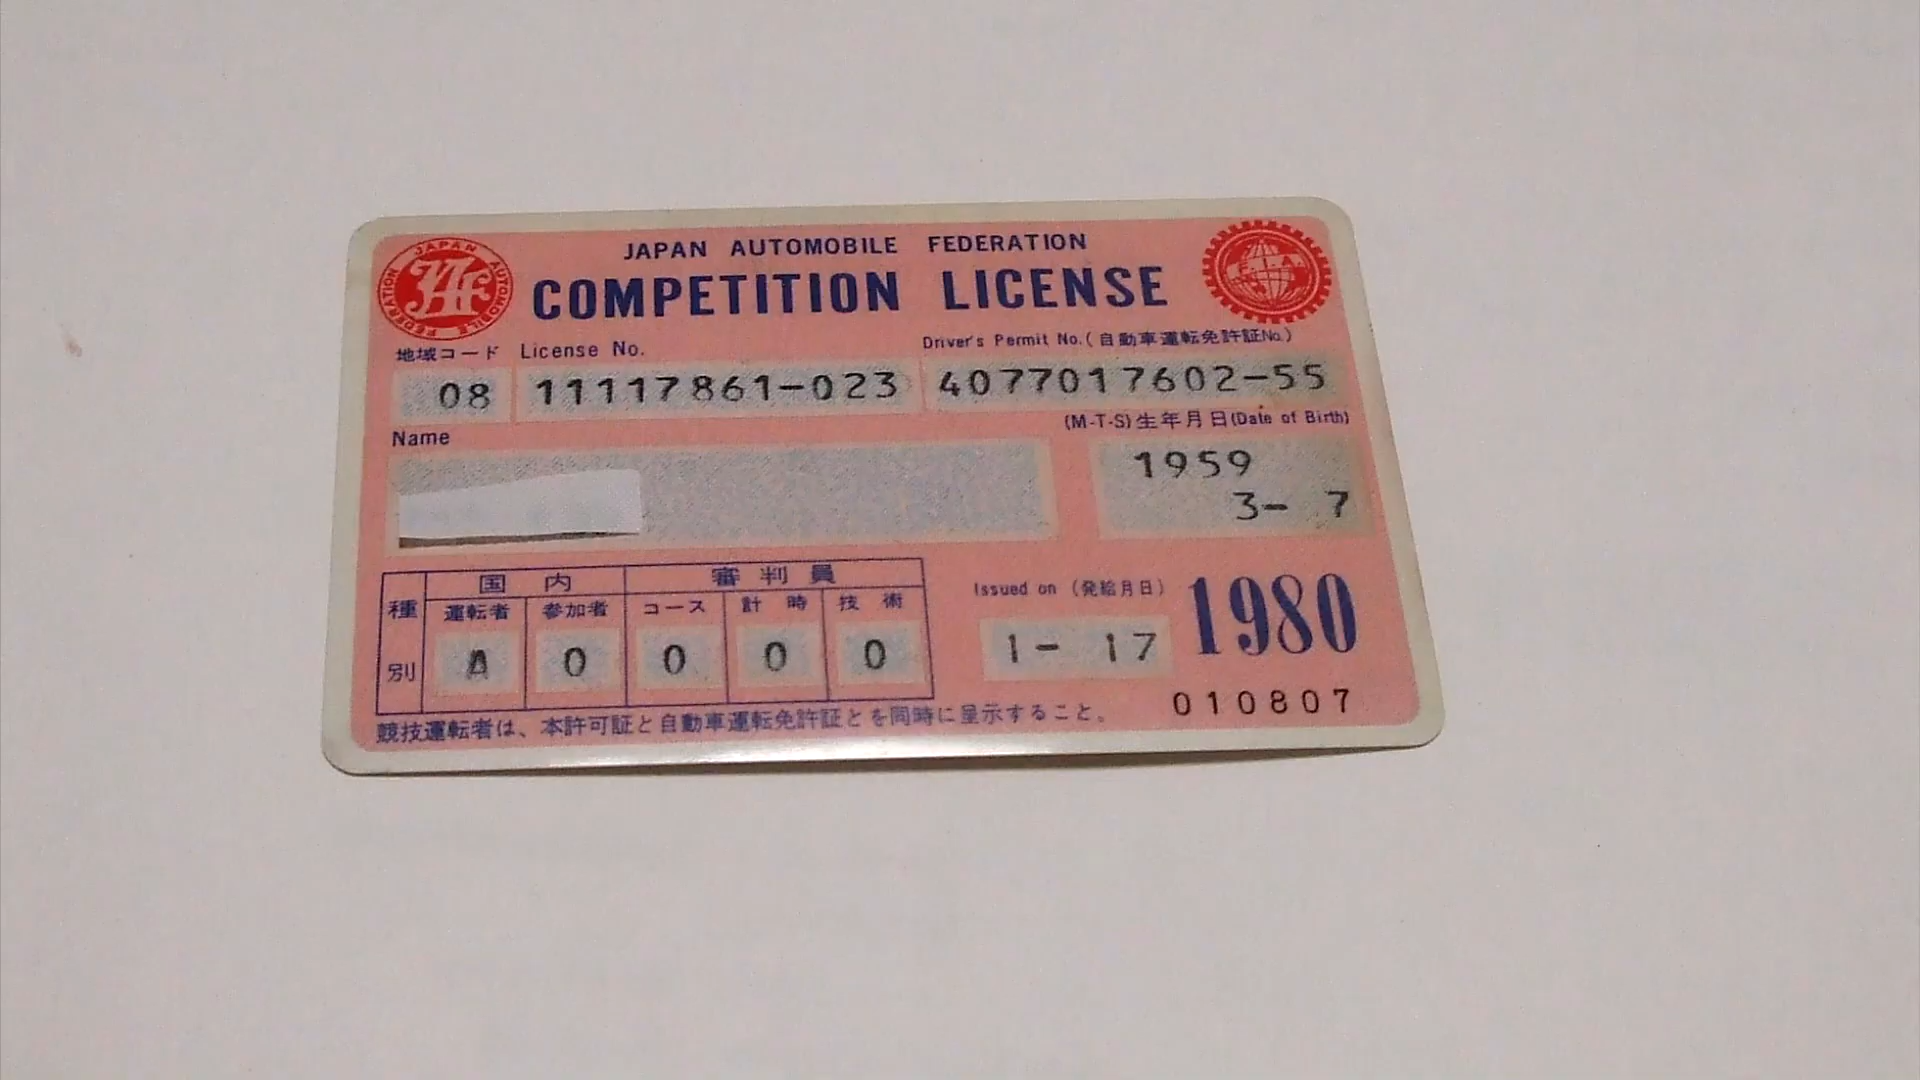 JAPAN AUTOMOBILE FEDERATION
JAPAN AUTOMOBILE FEDERATION
JAF
F.I.A
COMPETITION LICENSE
地域コード License No. Driver's Permit No.(自動車運転免許証No.)
08 11117861-023 4077017602-55
Name (M-T-S)生年月日(Date of Birth)
1959
3- 7
種別 国内 審判員
運転者 参加者 コース 計時 技術
A 0 0 0 0
Issued on (発給月日) 1980
1- 17
010807
競技運転者は、本許可証と自動車運転免許証とを同時に呈示すること。